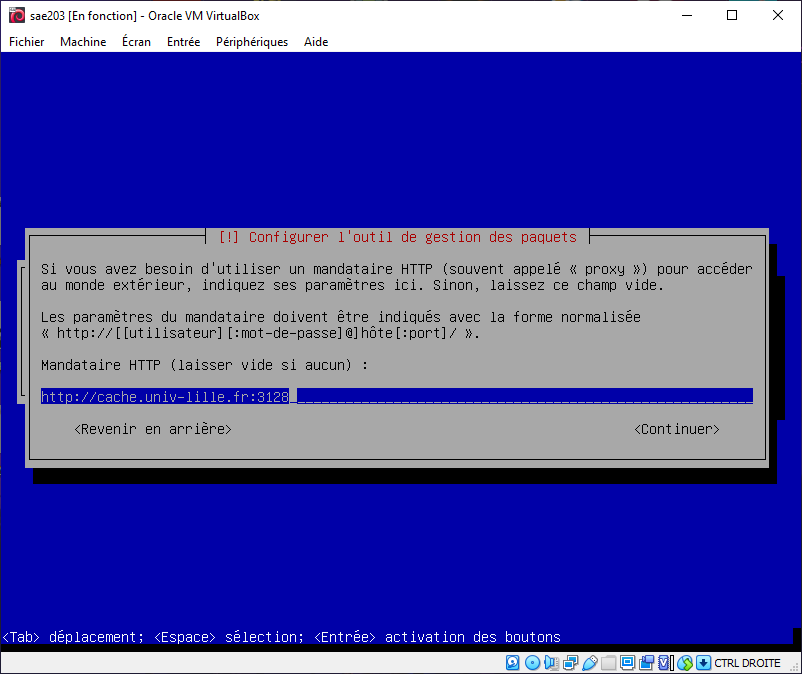 sae203 [En fonction] - Oracle VM VirtualBox
Fichier Machine Écran Entrée Périphériques Aide
[!] Configurer l'outil de gestion des paquets
Si vous avez besoin d'utiliser un mandataire HTTP (souvent appelé « proxy ») pour accéder
au monde extérieur, indiquez ses paramètres ici. Sinon, laissez ce champ vide.
Les paramètres du mandataire doivent être indiqués avec la forme normalisée
« http://[[utilisateur][:mot-de-passe]@]hôte[:port]/ ».
Mandataire HTTP (laisser vide si aucun) :
http://cache.univ-lille.fr:3128
<Revenir en arrière> <Continuer>
<Tab> déplacement; <Espace> sélection; <Entrée> activation des boutons
CTRL DROITE